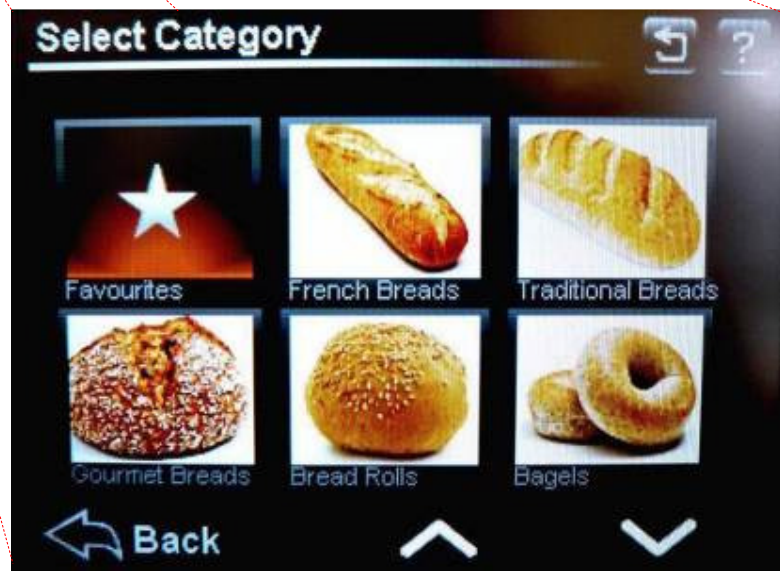 Select Category
?
Favourites
French Breads
Traditional Breads
Gourmet Breads
Bread Rolls
Bagels
Back